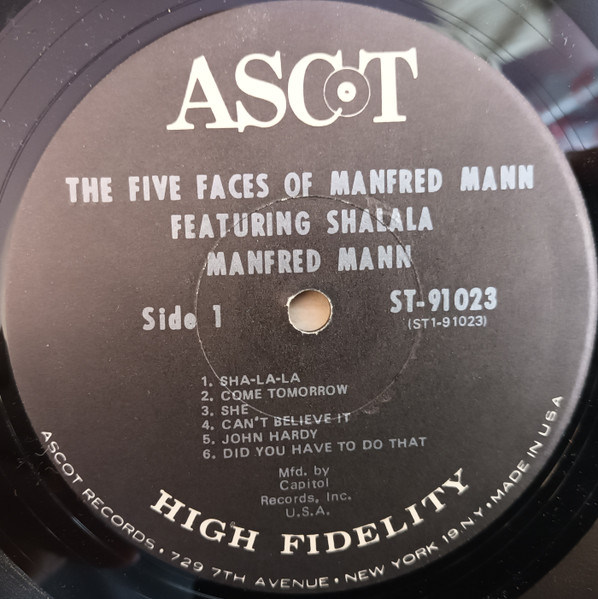 ASCOT
THE FIVE FACES OF MANFRED MANN
FEATURING SHALALA
MANFRED MANN
Side 1
ST-91023
(ST1-91023)
1. SHA-LA-LA
2. COME TOMORROW
3. SHE
4. CAN'T BELIEVE IT
5. JOHN HARDY
6. DID YOU HAVE TO DO THAT
Mfd. by
Capitol
Records, Inc.
U.S.A.
HIGH FIDELITY
ASCOT RECORDS • 729 7TH AVENUE • NEW YORK 19 NY • MADE IN USA